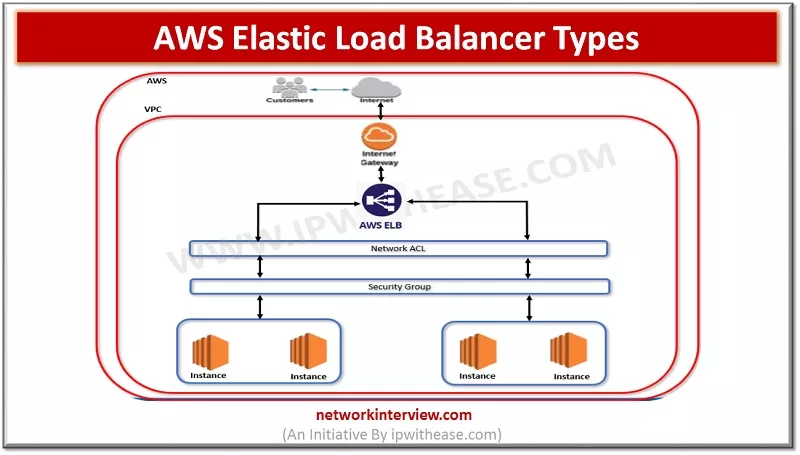 AWS Elastic Load Balancer Types
AWS
Customers
Internet
VPC
Internet
Gateway
WWW.IPWITHEASE.COM
AWS ELB
Network ACL
Security Group
Instance
Instance
Instance
Instance
networkinterview.com
(An Initiative By ipwithease.com)